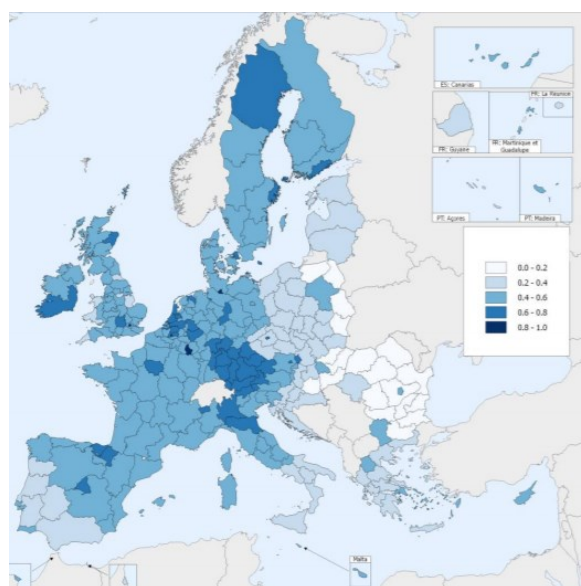 ES: Canarias
FR: La Réunion
FR: Guyane
FR: Martinique et
Guadalupe
PT: Açores
PT: Madeira
0.0 - 0.2
0.2 - 0.4
0.4 - 0.6
0.6 - 0.8
0.8 - 1.0
Malta